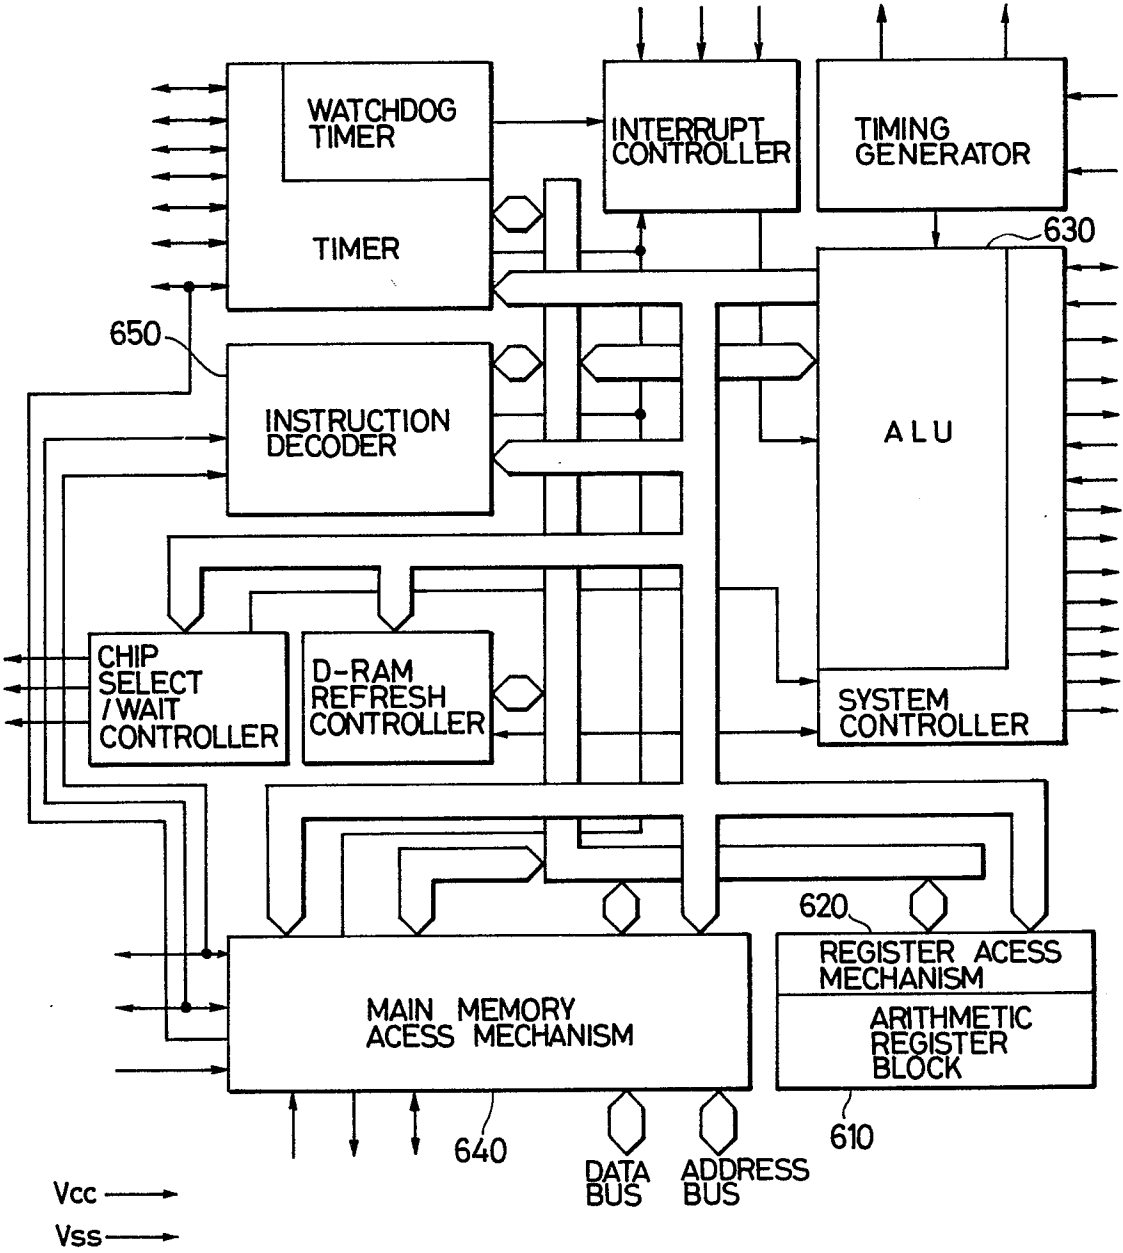 WATCHDOG
TIMER
TIMER
INTERRUPT
CONTROLLER
TIMING
GENERATOR
630
650
INSTRUCTION
DECODER
ALU
SYSTEM
CONTROLLER
CHIP
SELECT
/WAIT
CONTROLLER
D-RAM
REFRESH
CONTROLLER
620
REGISTER ACESS
MECHANISM
ARITHMETIC
REGISTER
BLOCK
610
MAIN MEMORY
ACESS MECHANISM
640
DATA
BUS
ADDRESS
BUS
Vcc
Vss